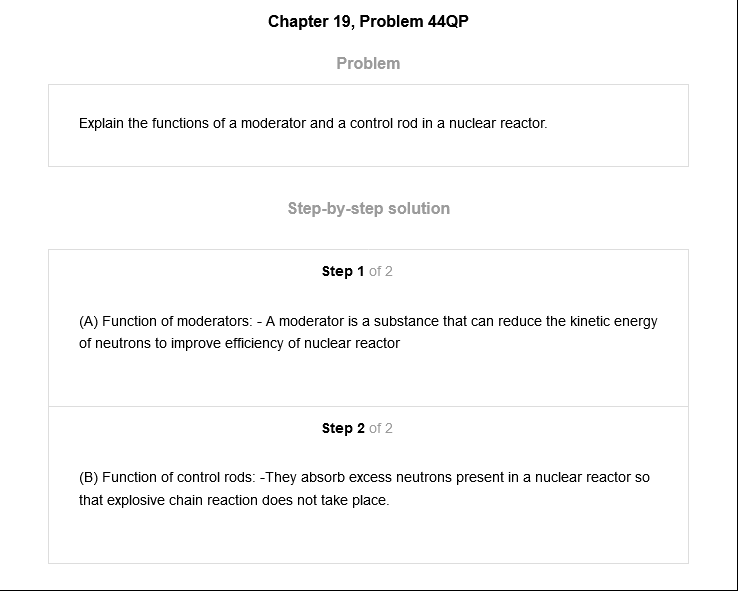 Chapter 19, Problem 44QP
Problem
Explain the functions of a moderator and a control rod in a nuclear reactor.
Step-by-step solution
Step 1 of 2
(A) Function of moderators: - A moderator is a substance that can reduce the kinetic energy
of neutrons to improve efficiency of nuclear reactor
Step 2 of 2
(B) Function of control rods: -They absorb excess neutrons present in a nuclear reactor so
that explosive chain reaction does not take place.